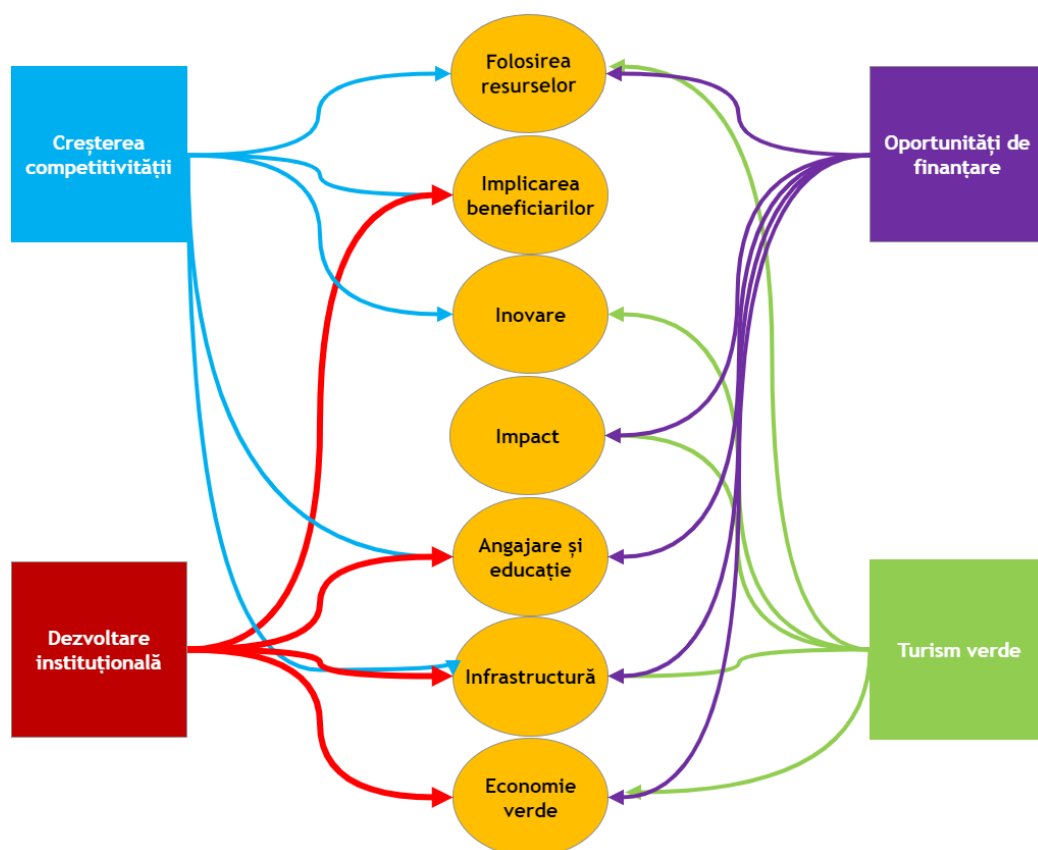 Folosirea
resurselor
Creșterea
competitivității
Oportunități de
finanțare
Implicarea
beneficiarilor
Inovare
Impact
Angajare și
educație
Dezvoltare
instituțională
Turism verde
Infrastructură
Economie
verde